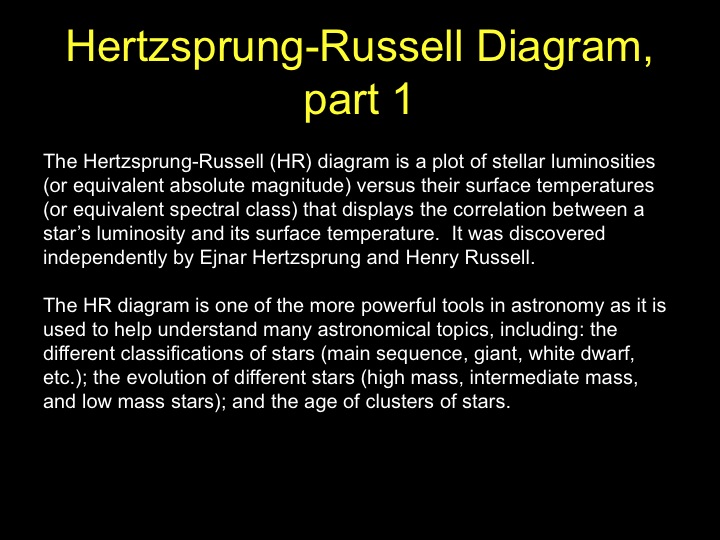 Hertzsprung-Russell Diagram,
part 1
The Hertzsprung-Russell (HR) diagram is a plot of stellar luminosities
(or equivalent absolute magnitude) versus their surface temperatures
(or equivalent spectral class) that displays the correlation between a
star’s luminosity and its surface temperature.  It was discovered
independently by Ejnar Hertzsprung and Henry Russell.
The HR diagram is one of the more powerful tools in astronomy as it is
used to help understand many astronomical topics, including: the
different classifications of stars (main sequence, giant, white dwarf,
etc.); the evolution of different stars (high mass, intermediate mass,
and low mass stars); and the age of clusters of stars.